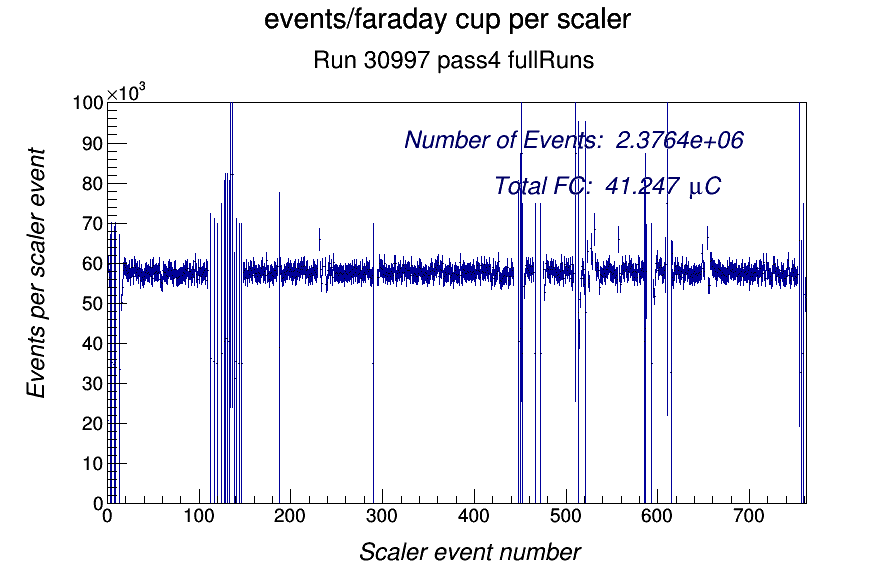 events/faraday cup per scaler
Run 30997 pass4 fullRuns
×10³
100
90
80
70
60
50
40
30
20
10
0
Events per scaler event
Number of Events: 2.3764e+06
Total FC: 41.247 μC
0 100 200 300 400 500 600 700
Scaler event number